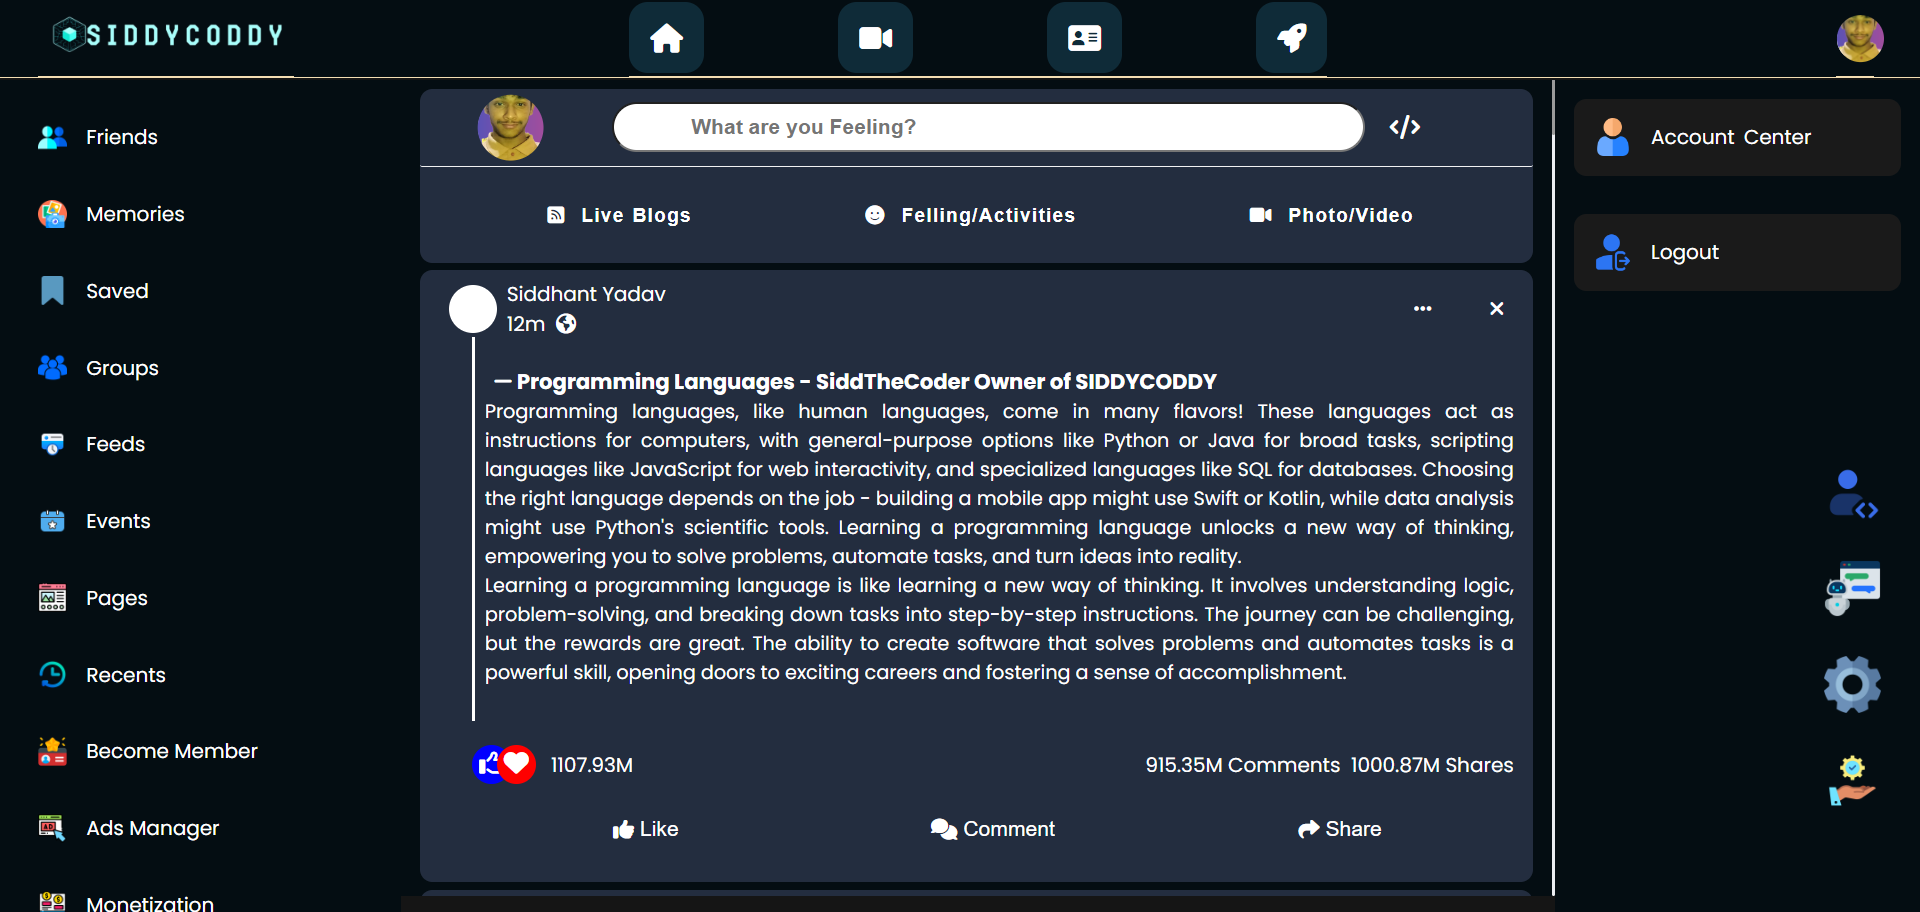 SIDDYCODDY
Friends
Memories
Saved
Groups
Feeds
Events
Pages
Recents
Become Member
Ads Manager
Monetization
What are you Feeling?
Live Blogs
Felling/Activities
Photo/Video
Siddhant Yadav
12m
— Programming Languages - SiddTheCoder Owner of SIDDYCODDY
Programming languages, like human languages, come in many flavors! These languages act as
instructions for computers, with general-purpose options like Python or Java for broad tasks, scripting
languages like JavaScript for web interactivity, and specialized languages like SQL for databases. Choosing
the right language depends on the job - building a mobile app might use Swift or Kotlin, while data analysis
might use Python's scientific tools. Learning a programming language unlocks a new way of thinking,
empowering you to solve problems, automate tasks, and turn ideas into reality.
Learning a programming language is like learning a new way of thinking. It involves understanding logic,
problem-solving, and breaking down tasks into step-by-step instructions. The journey can be challenging,
but the rewards are great. The ability to create software that solves problems and automates tasks is a
powerful skill, opening doors to exciting careers and fostering a sense of accomplishment.
1107.93M
915.35M Comments 1000.87M Shares
Like
Comment
Share
Account Center
Logout